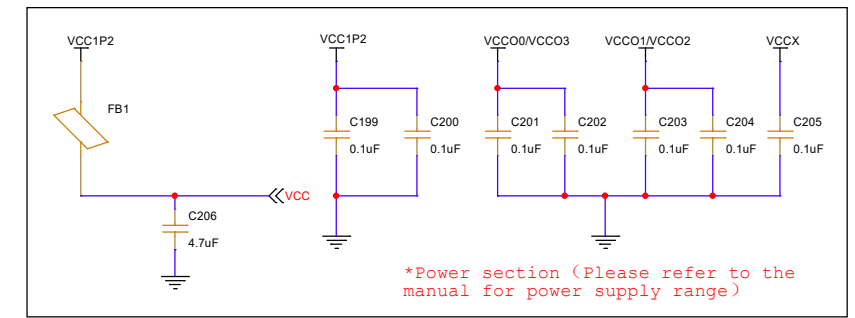 VCC1P2
VCC1P2
VCCO0/VCCO3
VCCO1/VCCO2
VCCX
FB1
C199
C200
C201
C202
C203
C204
C205
0.1uF
0.1uF
0.1uF
0.1uF
0.1uF
0.1uF
0.1uF
VCC
C206
4.7uF
*Power section（Please refer to the
manual for power supply range）